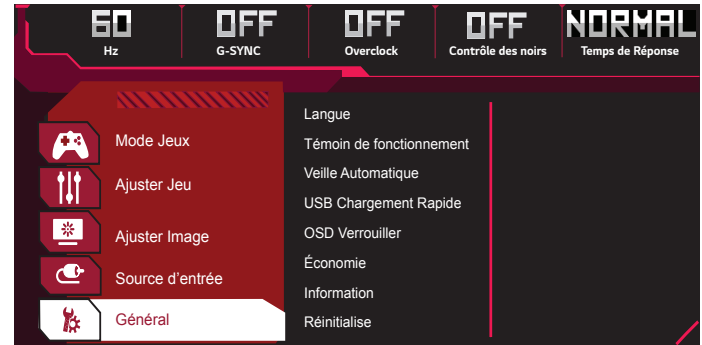 60
Hz
OFF
G-SYNC
OFF
Overclock
OFF
Contrôle des noirs
NORMAL
Temps de Réponse
Mode Jeux
Ajuster Jeu
Ajuster Image
Source d’entrée
Général
Langue
Témoin de fonctionnement
Veille Automatique
USB Chargement Rapide
OSD Verrouiller
Économie
Information
Réinitialise